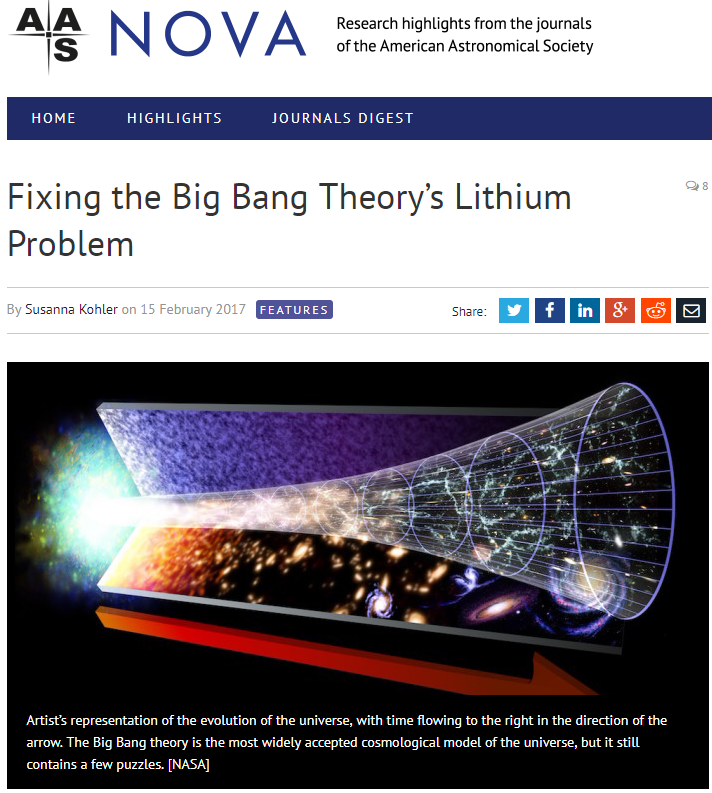 AAS
NOVA
Research highlights from the journals
of the American Astronomical Society
HOME HIGHLIGHTS JOURNALS DIGEST
Fixing the Big Bang Theory’s Lithium
Problem
8
By Susanna Kohler on 15 February 2017 FEATURES Share:
Artist’s representation of the evolution of the universe, with time flowing to the right in the direction of the
arrow. The Big Bang theory is the most widely accepted cosmological model of the universe, but it still
contains a few puzzles. [NASA]